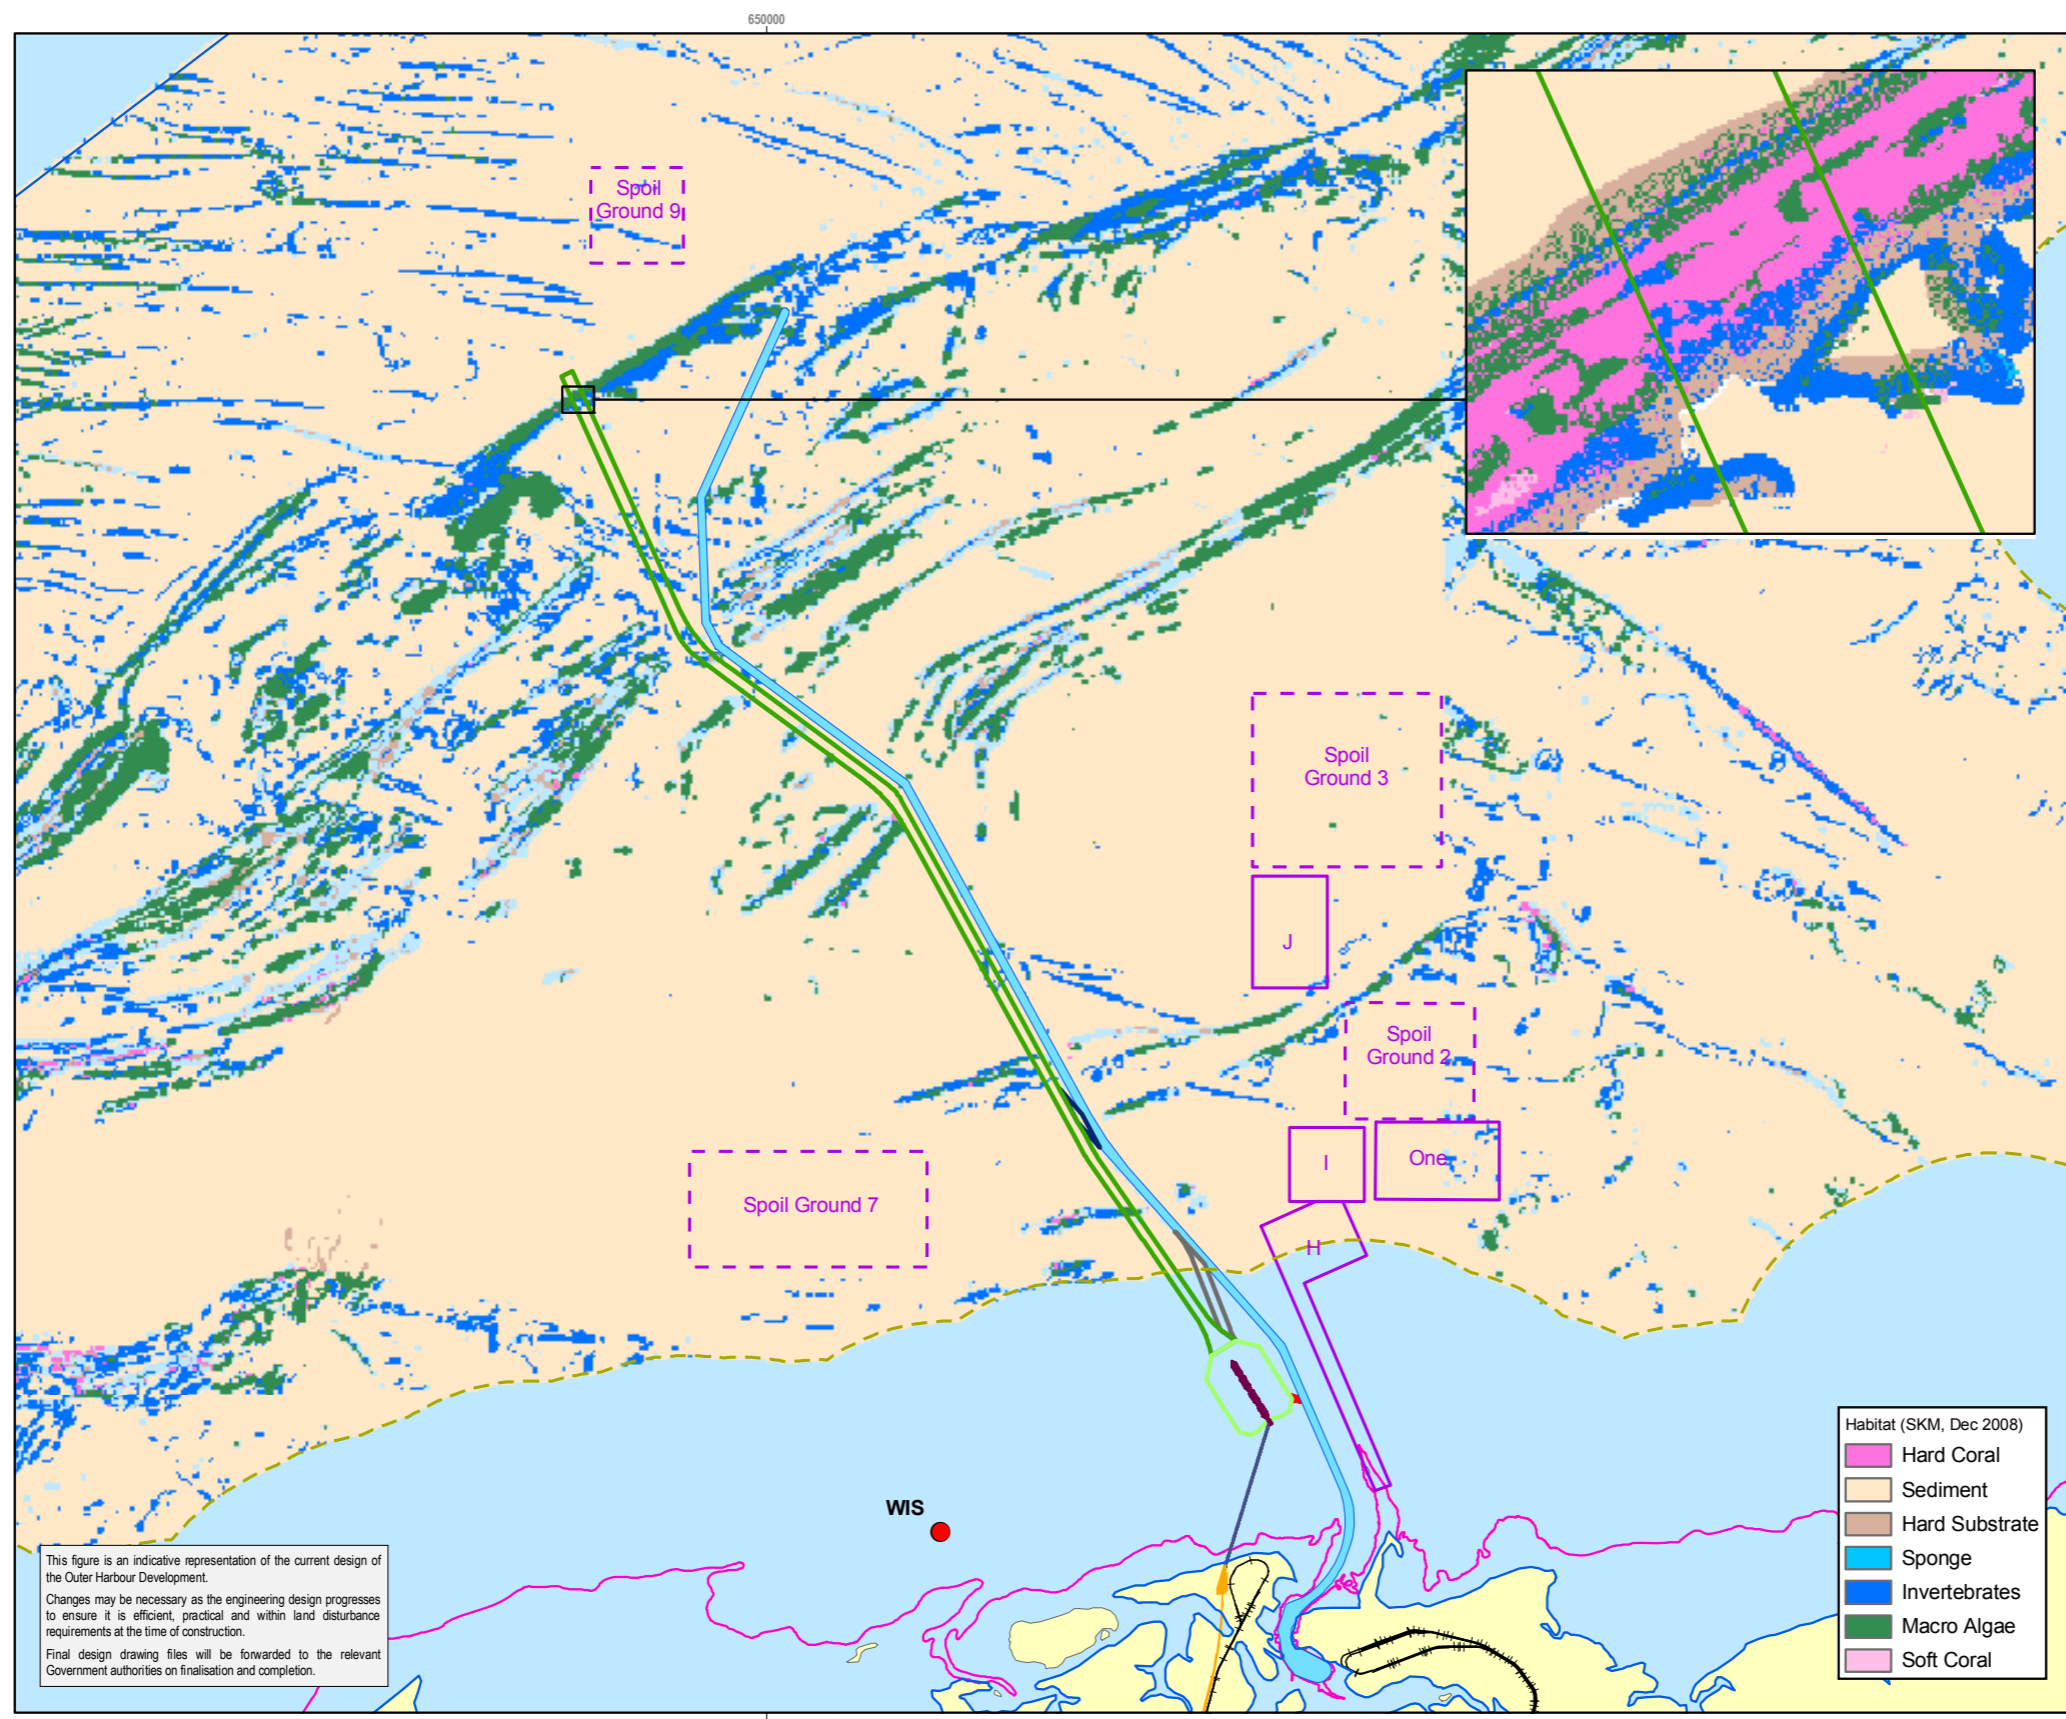 650000
Spoil
Ground 9
Spoil
Ground 3
J
Spoil
Ground 2
I
One
H
Spoil Ground 7
WIS
This figure is an indicative representation of the current design of
the Outer Harbour Development.
Changes may be necessary as the engineering design progresses
to ensure it is efficient, practical and within land disturbance
requirements at the time of construction.
Final design drawing files will be forwarded to the relevant
Government authorities on finalisation and completion.
Habitat (SKM, Dec 2008)
Hard Coral
Sediment
Hard Substrate
Sponge
Invertebrates
Macro Algae
Soft Coral